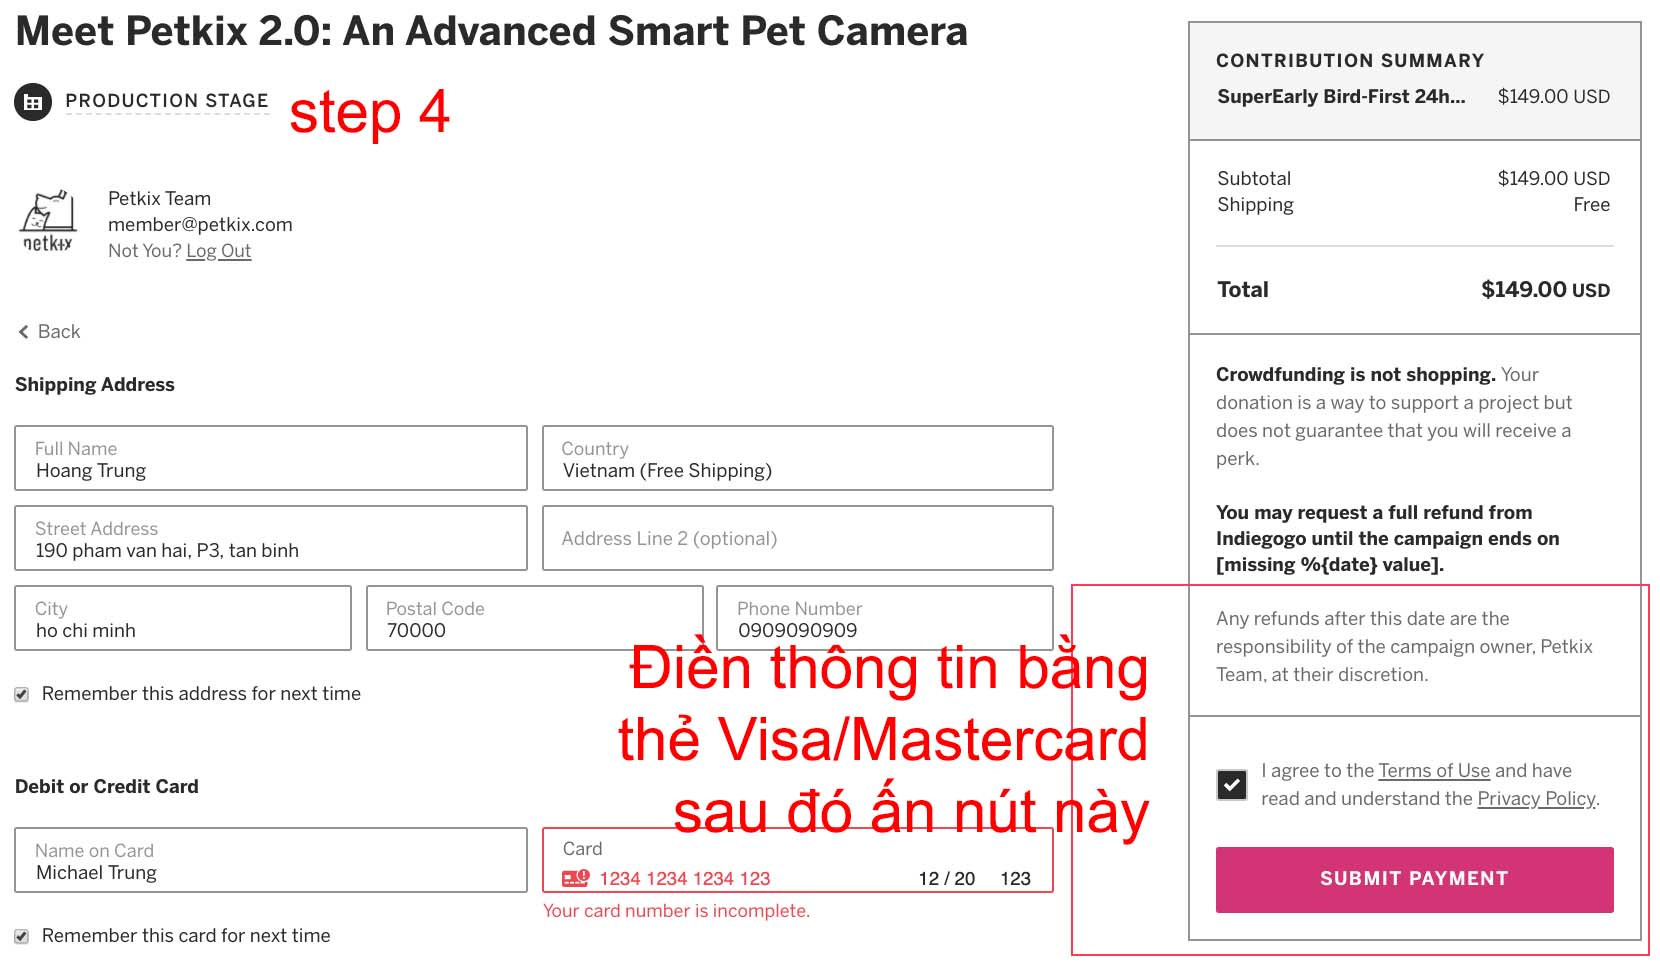 Meet Petkix 2.0: An Advanced Smart Pet Camera
PRODUCTION STAGE
step 4
petkix
Petkix Team
member@petkix.com
Not You? Log Out
Back
Shipping Address
Full Name
Hoang Trung
Country
Vietnam (Free Shipping)
Street Address
190 pham van hai, P3, tan binh
Address Line 2 (optional)
City
ho chi minh
Postal Code
70000
Phone Number
0909090909
Remember this address for next time
Điền thông tin bằng
thẻ Visa/Mastercard
sau đó ấn nút này
Debit or Credit Card
Name on Card
Michael Trung
Card
1234 1234 1234 123 12 / 20 123
Your card number is incomplete.
Remember this card for next time
CONTRIBUTION SUMMARY
SuperEarly Bird-First 24h... $149.00 USD
Subtotal $149.00 USD
Shipping Free
Total $149.00 USD
Crowdfunding is not shopping. Your
donation is a way to support a project but
does not guarantee that you will receive a
perk.
You may request a full refund from
Indiegogo until the campaign ends on
[missing %{date} value].
Any refunds after this date are the
responsibility of the campaign owner, Petkix
Team, at their discretion.
I agree to the Terms of Use and have
read and understand the Privacy Policy.
SUBMIT PAYMENT